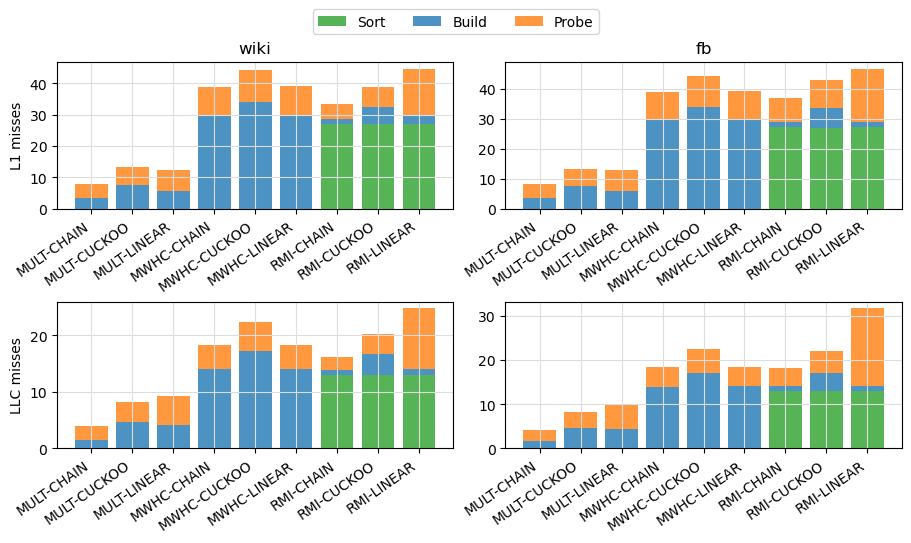 Sort Build Probe
wiki
fb
L1 misses
40
30
20
10
0
MULT-CHAIN
MULT-CUCKOO
MULT-LINEAR
MWHC-CHAIN
MWHC-CUCKOO
MWHC-LINEAR
RMI-CHAIN
RMI-CUCKOO
RMI-LINEAR
40
30
20
10
0
MULT-CHAIN
MULT-CUCKOO
MULT-LINEAR
MWHC-CHAIN
MWHC-CUCKOO
MWHC-LINEAR
RMI-CHAIN
RMI-CUCKOO
RMI-LINEAR
LLC misses
20
10
0
MULT-CHAIN
MULT-CUCKOO
MULT-LINEAR
MWHC-CHAIN
MWHC-CUCKOO
MWHC-LINEAR
RMI-CHAIN
RMI-CUCKOO
RMI-LINEAR
30
20
10
0
MULT-CHAIN
MULT-CUCKOO
MULT-LINEAR
MWHC-CHAIN
MWHC-CUCKOO
MWHC-LINEAR
RMI-CHAIN
RMI-CUCKOO
RMI-LINEAR